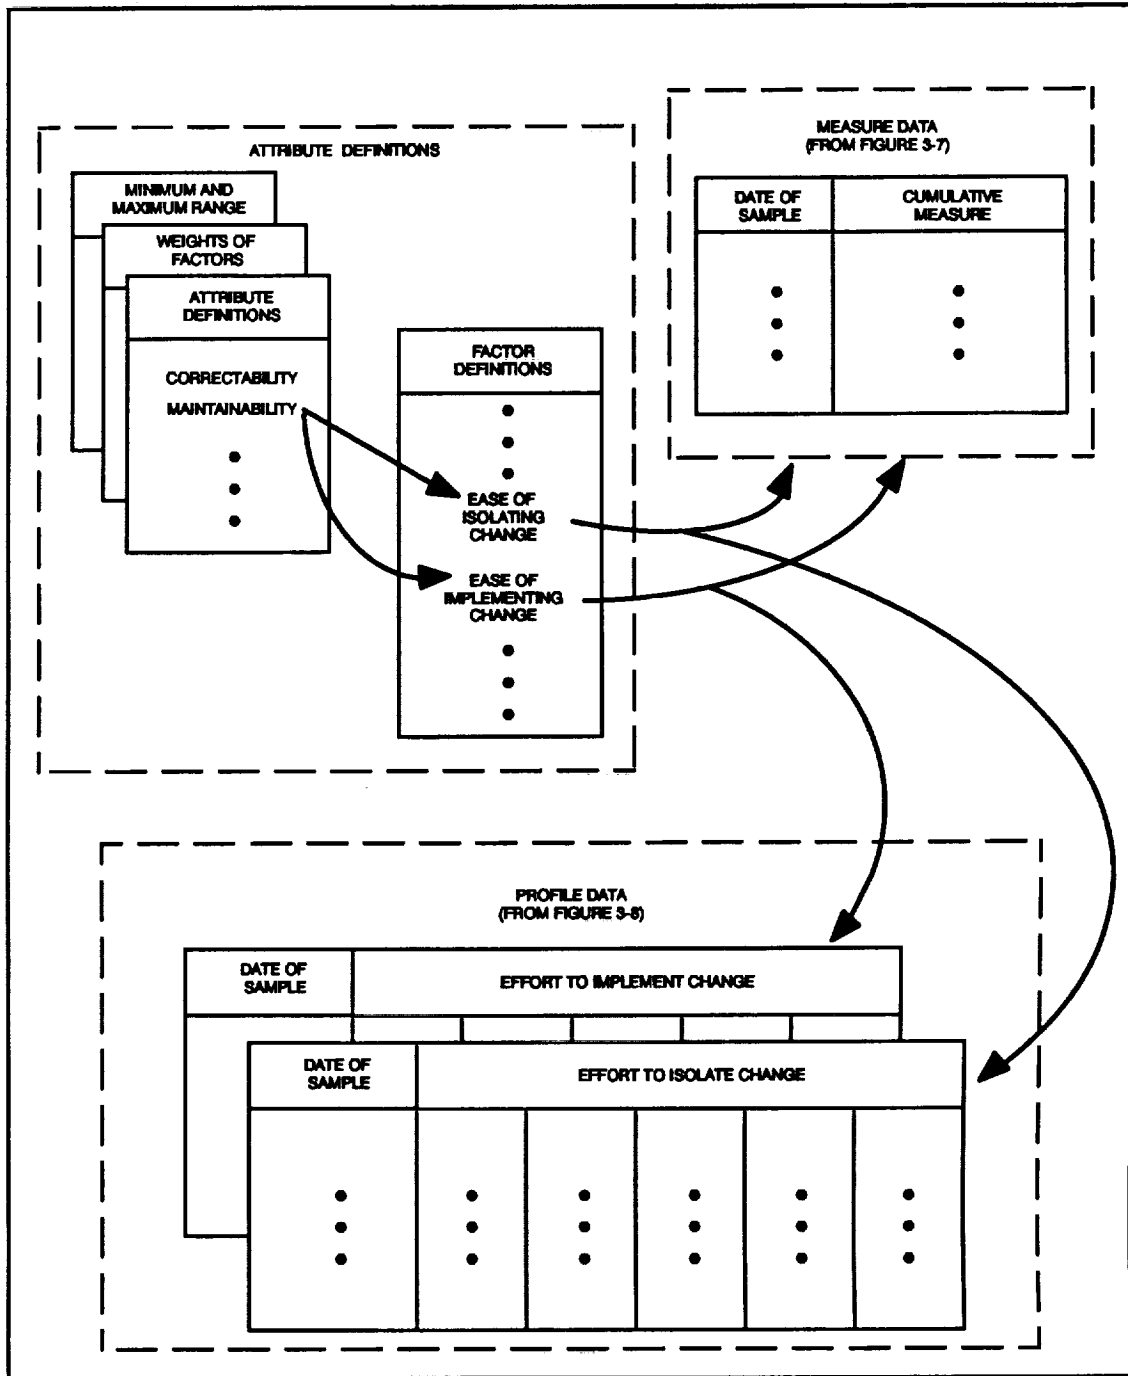 ATTRIBUTE DEFINITIONS
MINIMUM AND
MAXIMUM RANGE
WEIGHTS OF
FACTORS
ATTRIBUTE
DEFINITIONS
CORRECTABILITY
MAINTAINABILITY
FACTOR
DEFINITIONS
EASE OF
ISOLATING
CHANGE
EASE OF
IMPLEMENTING
CHANGE
MEASURE DATA
(FROM FIGURE 3-7)
DATE OF
SAMPLE
CUMULATIVE
MEASURE
PROFILE DATA
(FROM FIGURE 3-8)
DATE OF
SAMPLE
EFFORT TO IMPLEMENT CHANGE
DATE OF
SAMPLE
EFFORT TO ISOLATE CHANGE